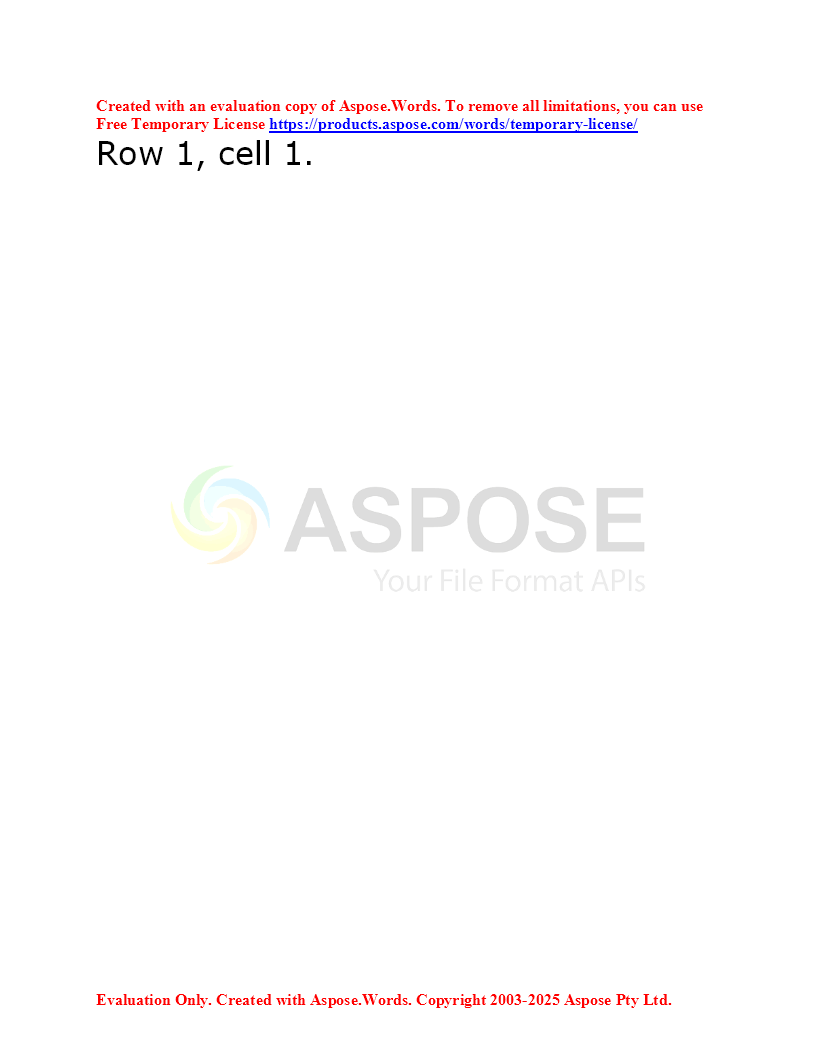 Created with an evaluation copy of Aspose.Words. To remove all limitations, you can use
Free Temporary License https://products.aspose.com/words/temporary-license/
Row 1, cell 1.
ASPOSE
Your File Format APIs
Evaluation Only. Created with Aspose.Words. Copyright 2003-2025 Aspose Pty Ltd.